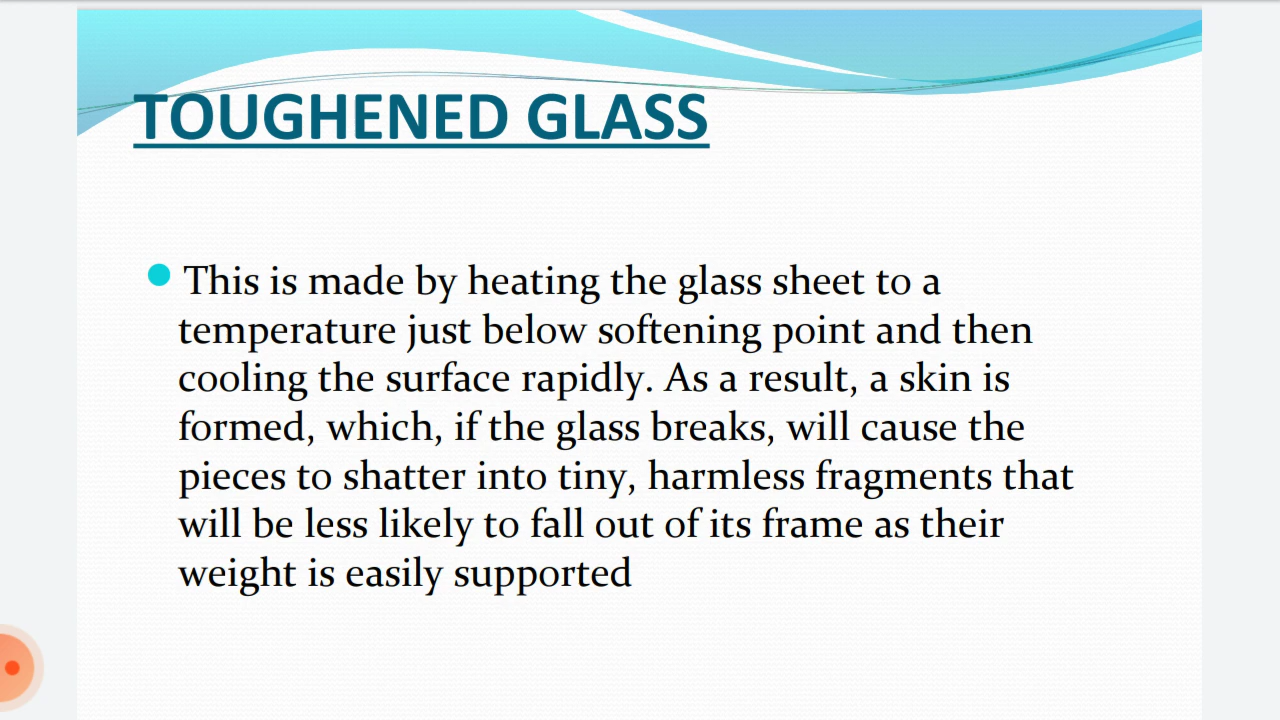 TOUGHENED GLASS
This is made by heating the glass sheet to a
temperature just below softening point and then
cooling the surface rapidly. As a result, a skin is
formed, which, if the glass breaks, will cause the
pieces to shatter into tiny, harmless fragments that
will be less likely to fall out of its frame as their
weight is easily supported